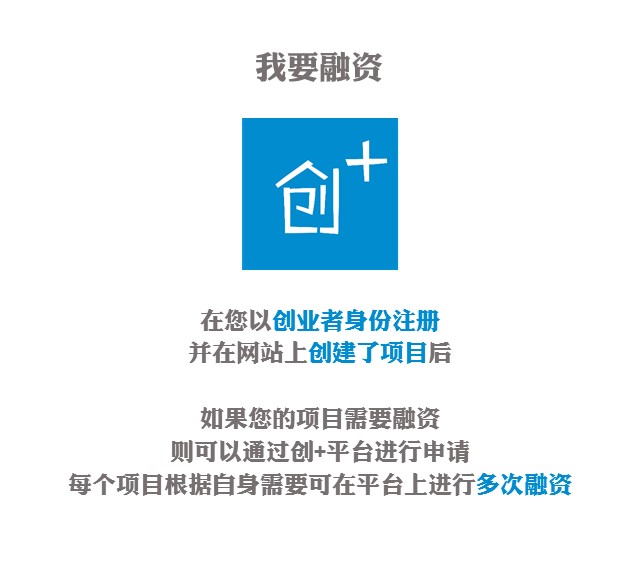 我要融资
创+
在您以创业者身份注册
并在网站上创建了项目后
如果您的项目需要融资
则可以通过创+平台进行申请
每个项目根据自身需要可在平台上进行多次融资